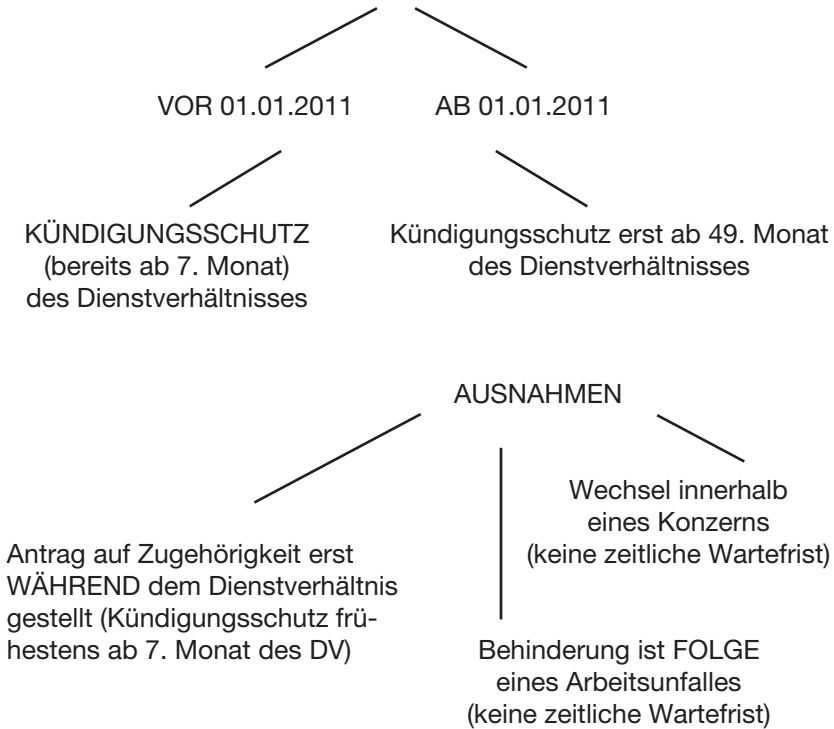 VOR 01.01.2011
AB 01.01.2011
KÜNDIGUNGSSCHUTZ
(bereits ab 7. Monat)
des Dienstverhältnisses
Kündigungsschutz erst ab 49. Monat
des Dienstverhältnisses
AUSNAHMEN
Antrag auf Zugehörigkeit erst
WÄHREND dem Dienstverhältnis
gestellt (Kündigungsschutz frü-
hestens ab 7. Monat des DV)
Behinderung ist FOLGE
eines Arbeitsunfalles
(keine zeitliche Wartefrist)
Wechsel innerhalb
eines Konzerns
(keine zeitliche Wartefrist)